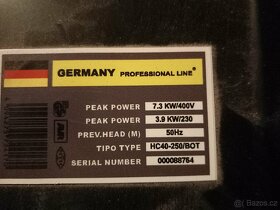 GERMANY PROFESSIONAL LINE®
PEAK POWER 7.3 KW/400V
PEAK POWER 3.9 KW/230
PREV.HEAD (M) 50Hz
TIPO TYPE HC40-250/BOT
SERIAL NUMBER 000088764
Bazoš.cz